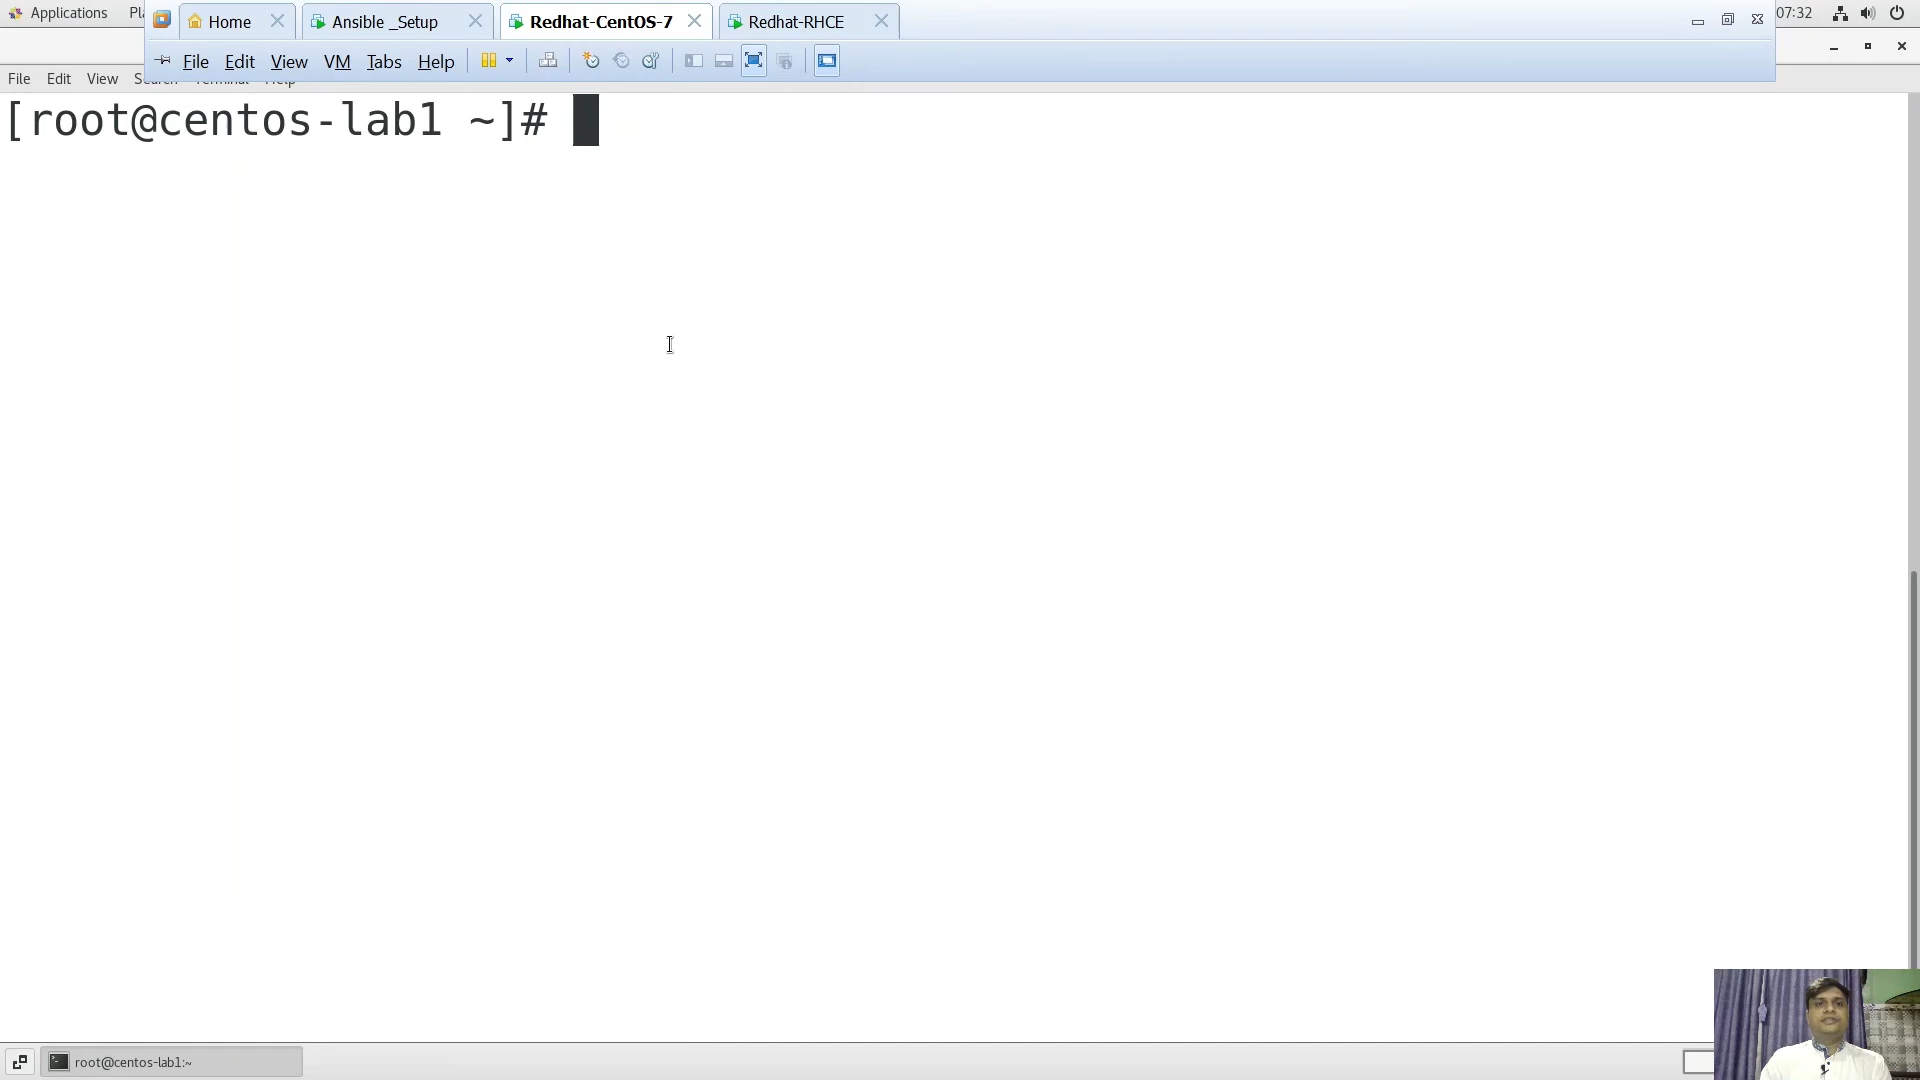 Home
Ansible _Setup
Redhat-CentOS-7
Redhat-RHCE
Applications
07:32
File Edit View VM Tabs Help
File Edit View
[root@centos-lab1 ~]#
root@centos-lab1:~